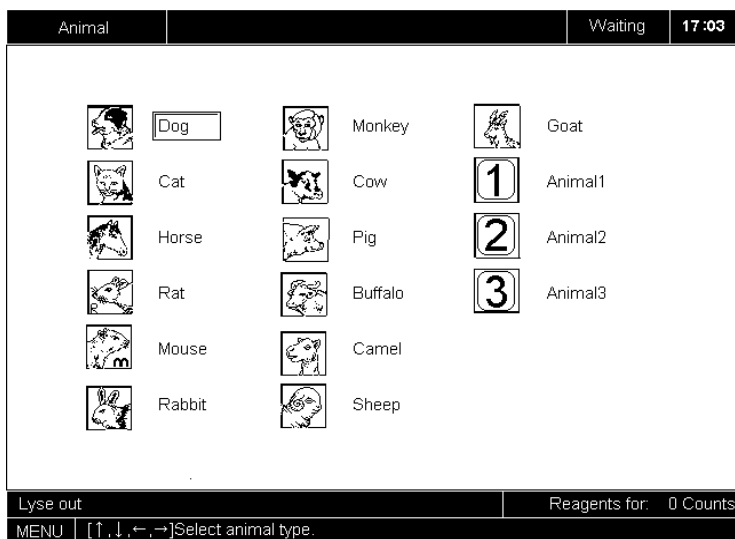 Animal Waiting 17:03
Dog Monkey Goat
Cat Cow 1 Animal1
Horse Pig 2 Animal2
R Rat Buffalo 3 Animal3
m Mouse Camel
Rabbit Sheep
Lyse out Reagents for: 0 Counts
MENU [↑,↓,←,→]Select animal type.